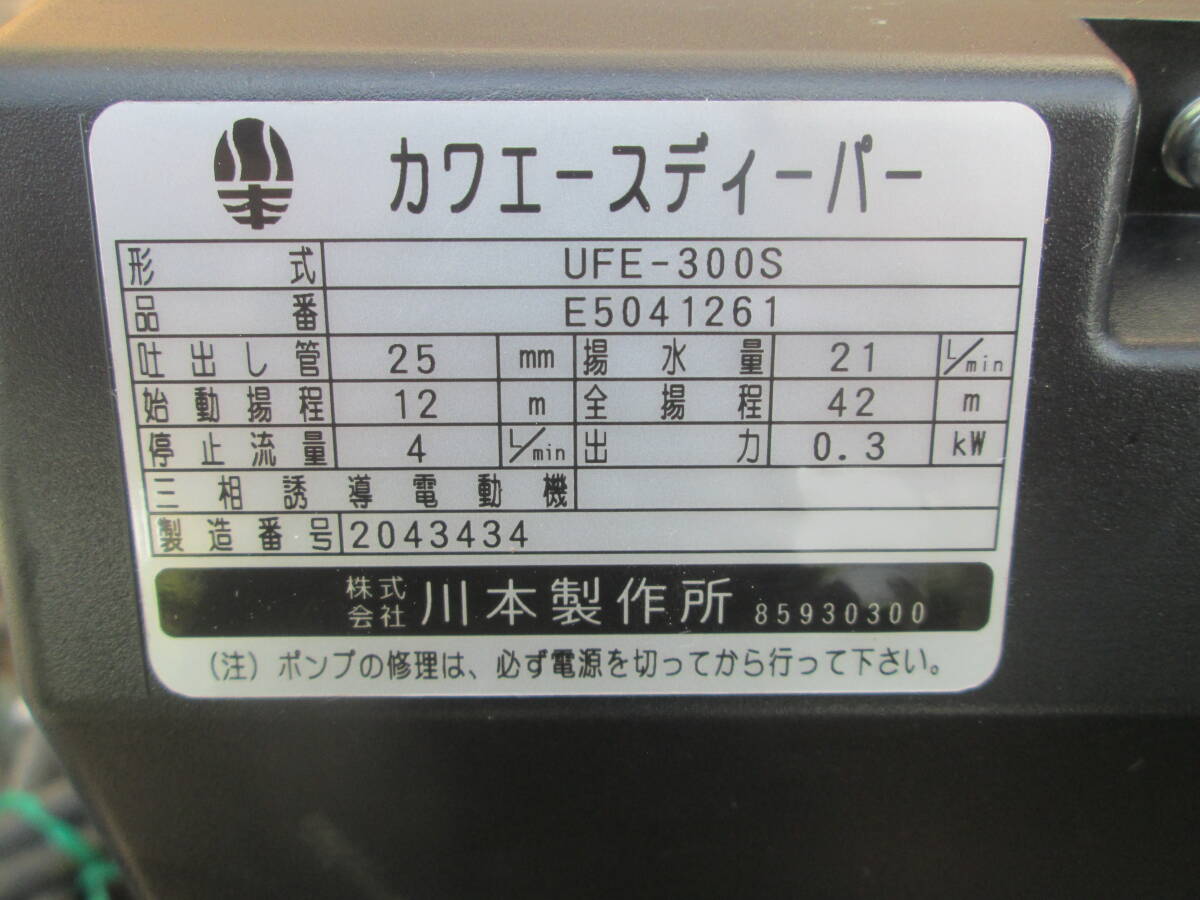 川本
カワエースディーパー
形式 UFE-300S
品番 E5041261
吐出し管 25 mm 揚水量 21 L/min
始動揚程 12 m 全揚程 42 m
停止流量 4 L/min 出力 0.3 kW
三相誘導電動機
製造番号 2043434
株式会社 川本製作所 85930300
(注) ポンプの修理は、必ず電源を切ってから行って下さい。